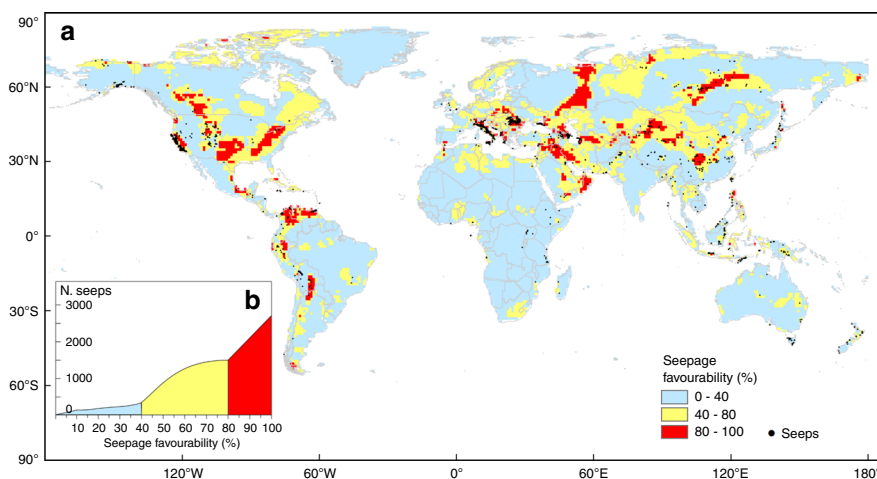 90°
a
60°N
30°N
0°
30°S
60°S
90°
120°W
60°W
0°
60°E
120°E
180°
b
N. seeps
3000
2000
1000
0
10 20 30 40 50 60 70 80 90 100
Seepage favourability (%)
Seepage
favourability (%)
0 - 40
40 - 80
80 - 100
Seeps